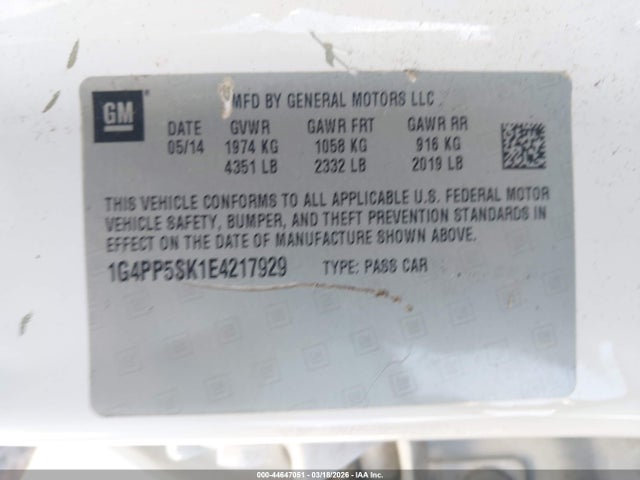 GM
MFD BY GENERAL MOTORS LLC
DATE GVWR GAWR FRT GAWR RR
05/14 1974 KG 1058 KG 916 KG
4351 LB 2332 LB 2019 LB
THIS VEHICLE CONFORMS TO ALL APPLICABLE U.S. FEDERAL MOTOR
VEHICLE SAFETY, BUMPER, AND THEFT PREVENTION STANDARDS IN
EFFECT ON THE DATE OF MANUFACTURE SHOWN ABOVE.
1G4PP5SK1E4217929 TYPE: PASS CAR
000-44647051 - 03/18/2026 - IAA Inc.